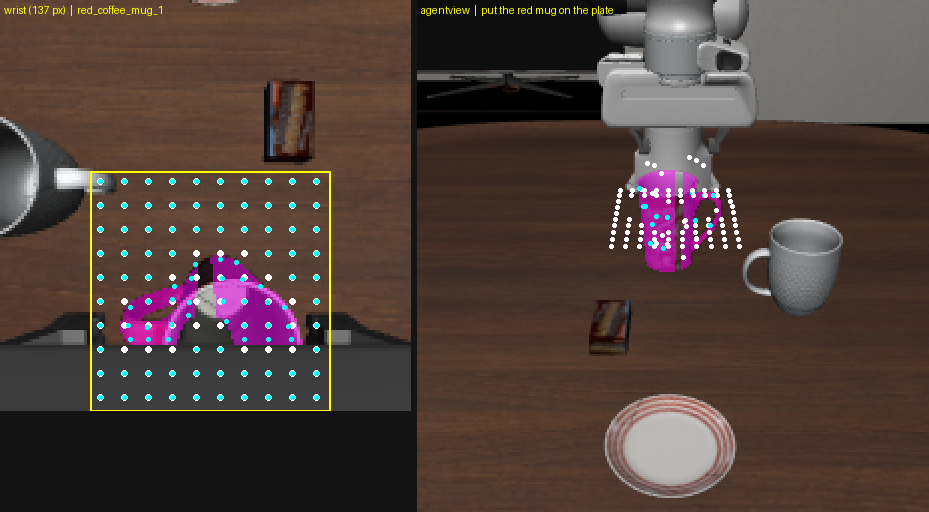 wrist (137 px) | red_coffee_mug_1
agentview | put the red mug on the plate